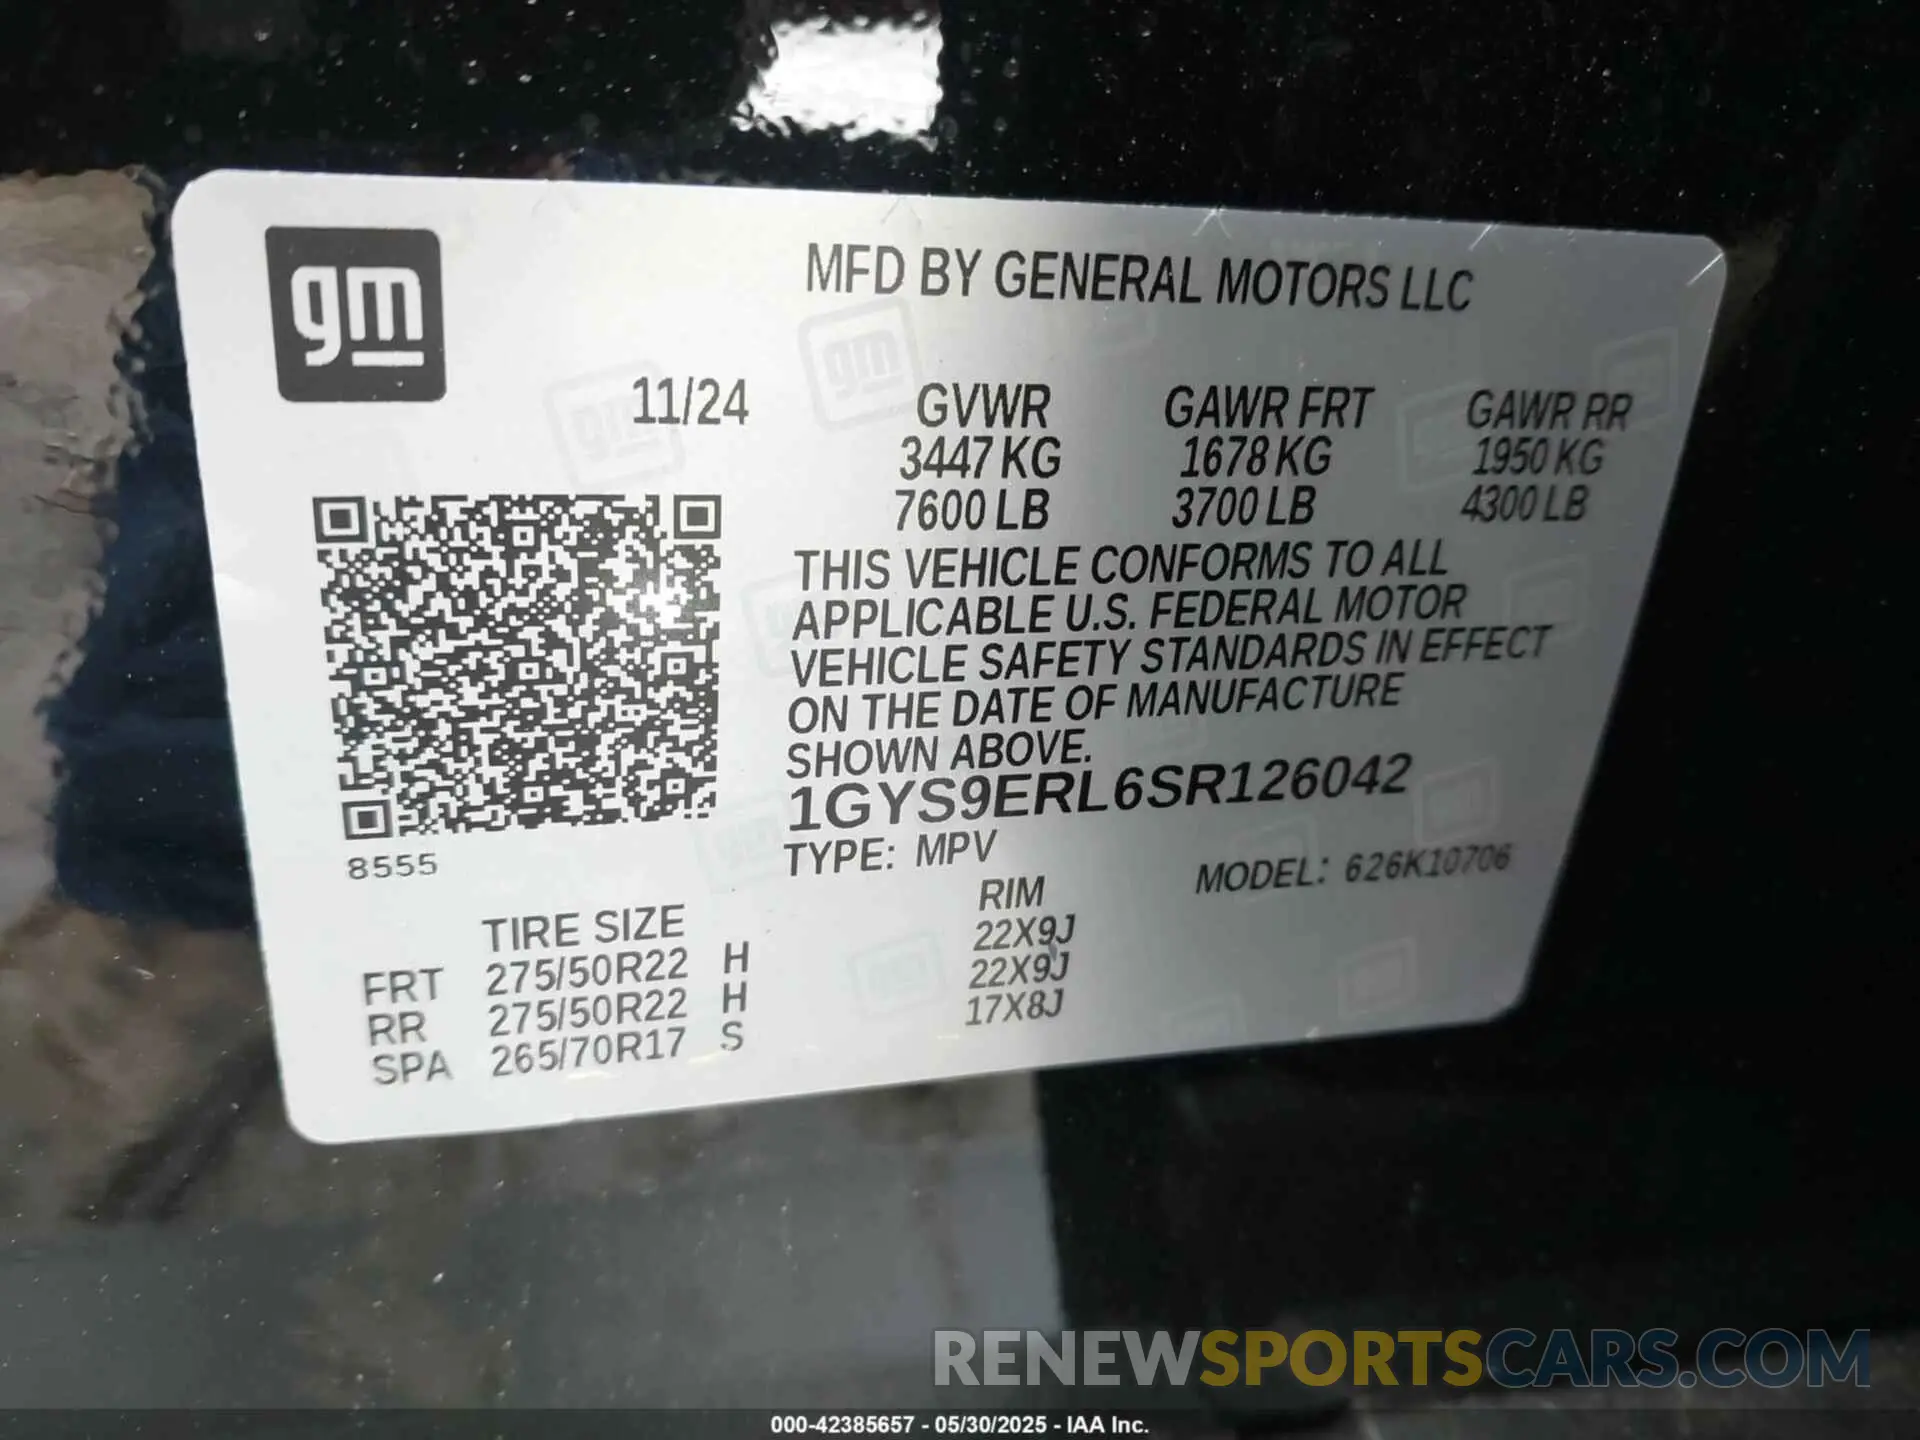 gm
MFD BY GENERAL MOTORS LLC
11/24
GVWR GAWR FRT GAWR RR
3447 KG 1678 KG 1950 KG
7600 LB 3700 LB 4300 LB
THIS VEHICLE CONFORMS TO ALL
APPLICABLE U.S. FEDERAL MOTOR
VEHICLE SAFETY STANDARDS IN EFFECT
ON THE DATE OF MANUFACTURE
SHOWN ABOVE.
1GYS9ERL6SR126042
8555
TYPE: MPV MODEL: 626K10706
TIRE SIZE RIM
FRT 275/50R22 H 22X9J
RR 275/50R22 H 22X9J
SPA 265/70R17 S 17X8J
RENEWSPORTSCARS.COM
000-42385657 - 05/30/2025 - IAA Inc.